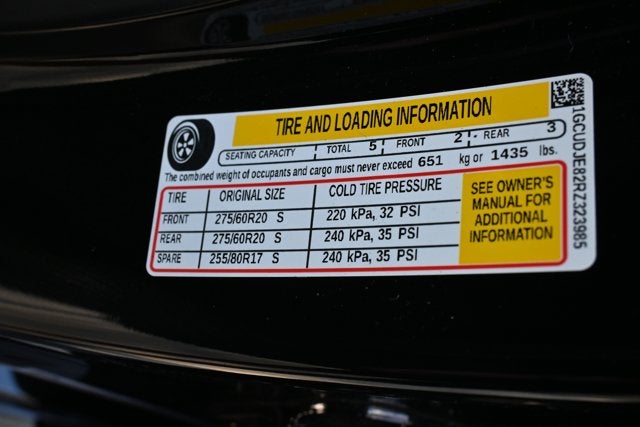 TIRE AND LOADING INFORMATION
SEATING CAPACITY TOTAL 5 FRONT 2 REAR 3
The combined weight of occupants and cargo must never exceed 651 kg or 1435 lbs.
TIRE ORIGINAL SIZE COLD TIRE PRESSURE
FRONT 275/60R20 S 220 kPa, 32 PSI
REAR 275/60R20 S 240 kPa, 35 PSI
SPARE 255/80R17 S 240 kPa, 35 PSI
SEE OWNER'S
MANUAL FOR
ADDITIONAL
INFORMATION
1GCUDJE82RZ323985